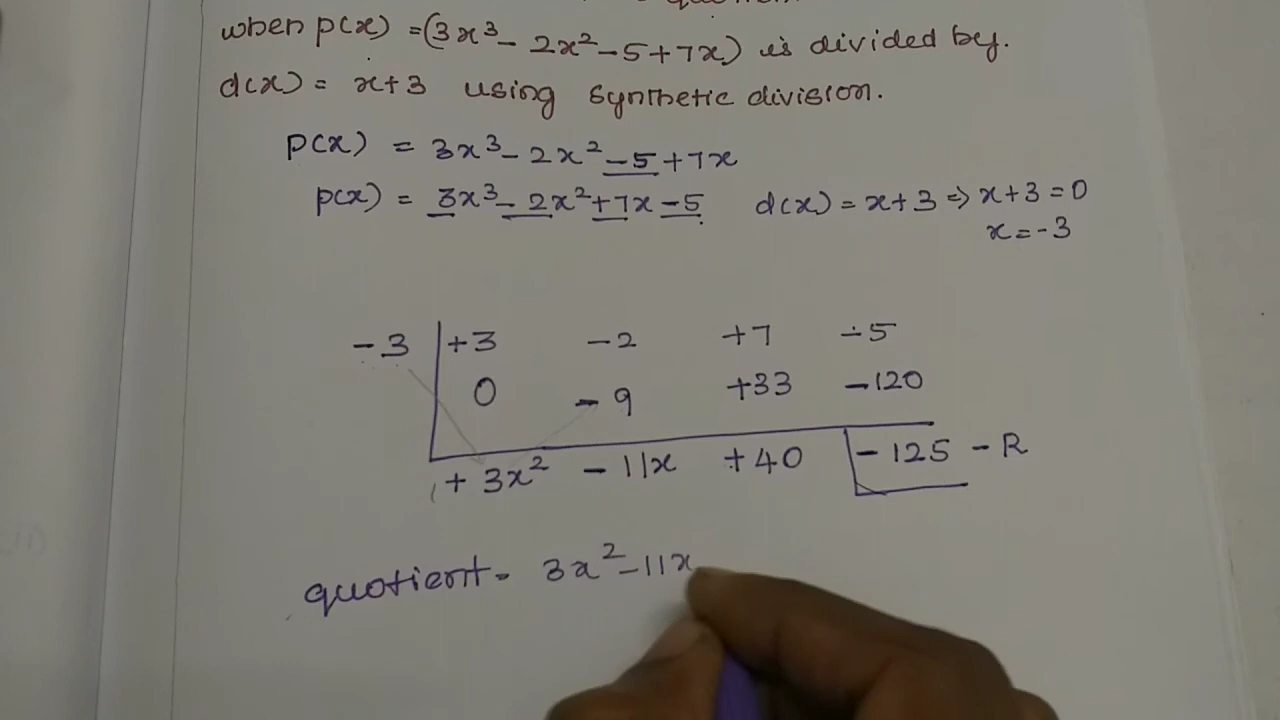 when p(x) = (3x³ - 2x² - 5 + 7x) is divided by.
d(x) = x+3 using synthetic division.
p(x) = 3x³ - 2x² - 5 + 7x
p(x) = 3x³ - 2x² + 7x - 5 d(x) = x+3 ⇒ x+3 = 0
x = -3
-3 | +3 -2 +7 -5
0 -9 +33 -120
+3x² -11x +40 -125 - R
quotient - 3x² - 11x